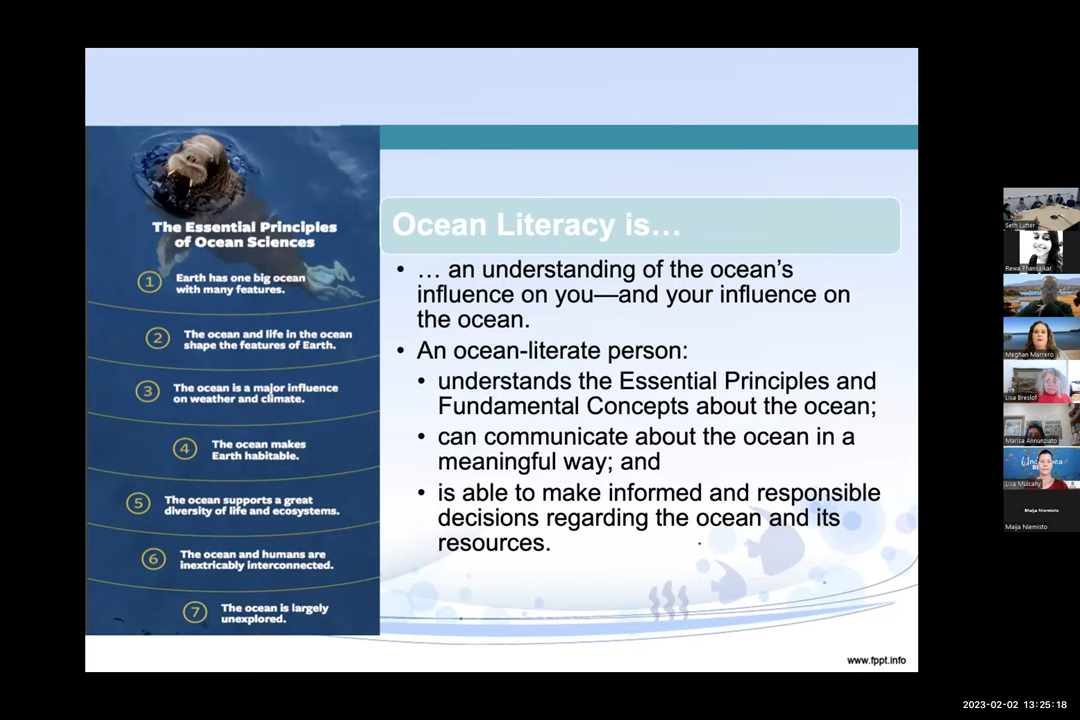 The Essential Principles
of Ocean Sciences
1
Earth has one big ocean
with many features.
2
The ocean and life in the ocean
shape the features of Earth.
3
The ocean is a major influence
on weather and climate.
4
The ocean makes
Earth habitable.
5
The ocean supports a great
diversity of life and ecosystems.
6
The ocean and humans are
inextricably interconnected.
7
The ocean is largely
unexplored.
Ocean Literacy is…
• … an understanding of the ocean’s
influence on you—and your influence on
the ocean.
• An ocean-literate person:
• understands the Essential Principles and
Fundamental Concepts about the ocean;
• can communicate about the ocean in a
meaningful way; and
• is able to make informed and responsible
decisions regarding the ocean and its
resources.
www.fppt.info
Seth Lutter
Rewa Phansalkar
Meghan Marrero
Lisa Breslof
Marisa Annunziato
Lisa Mulcahy
Maija Niemisto
Maija Niemisto
2023-02-02 13:25:18